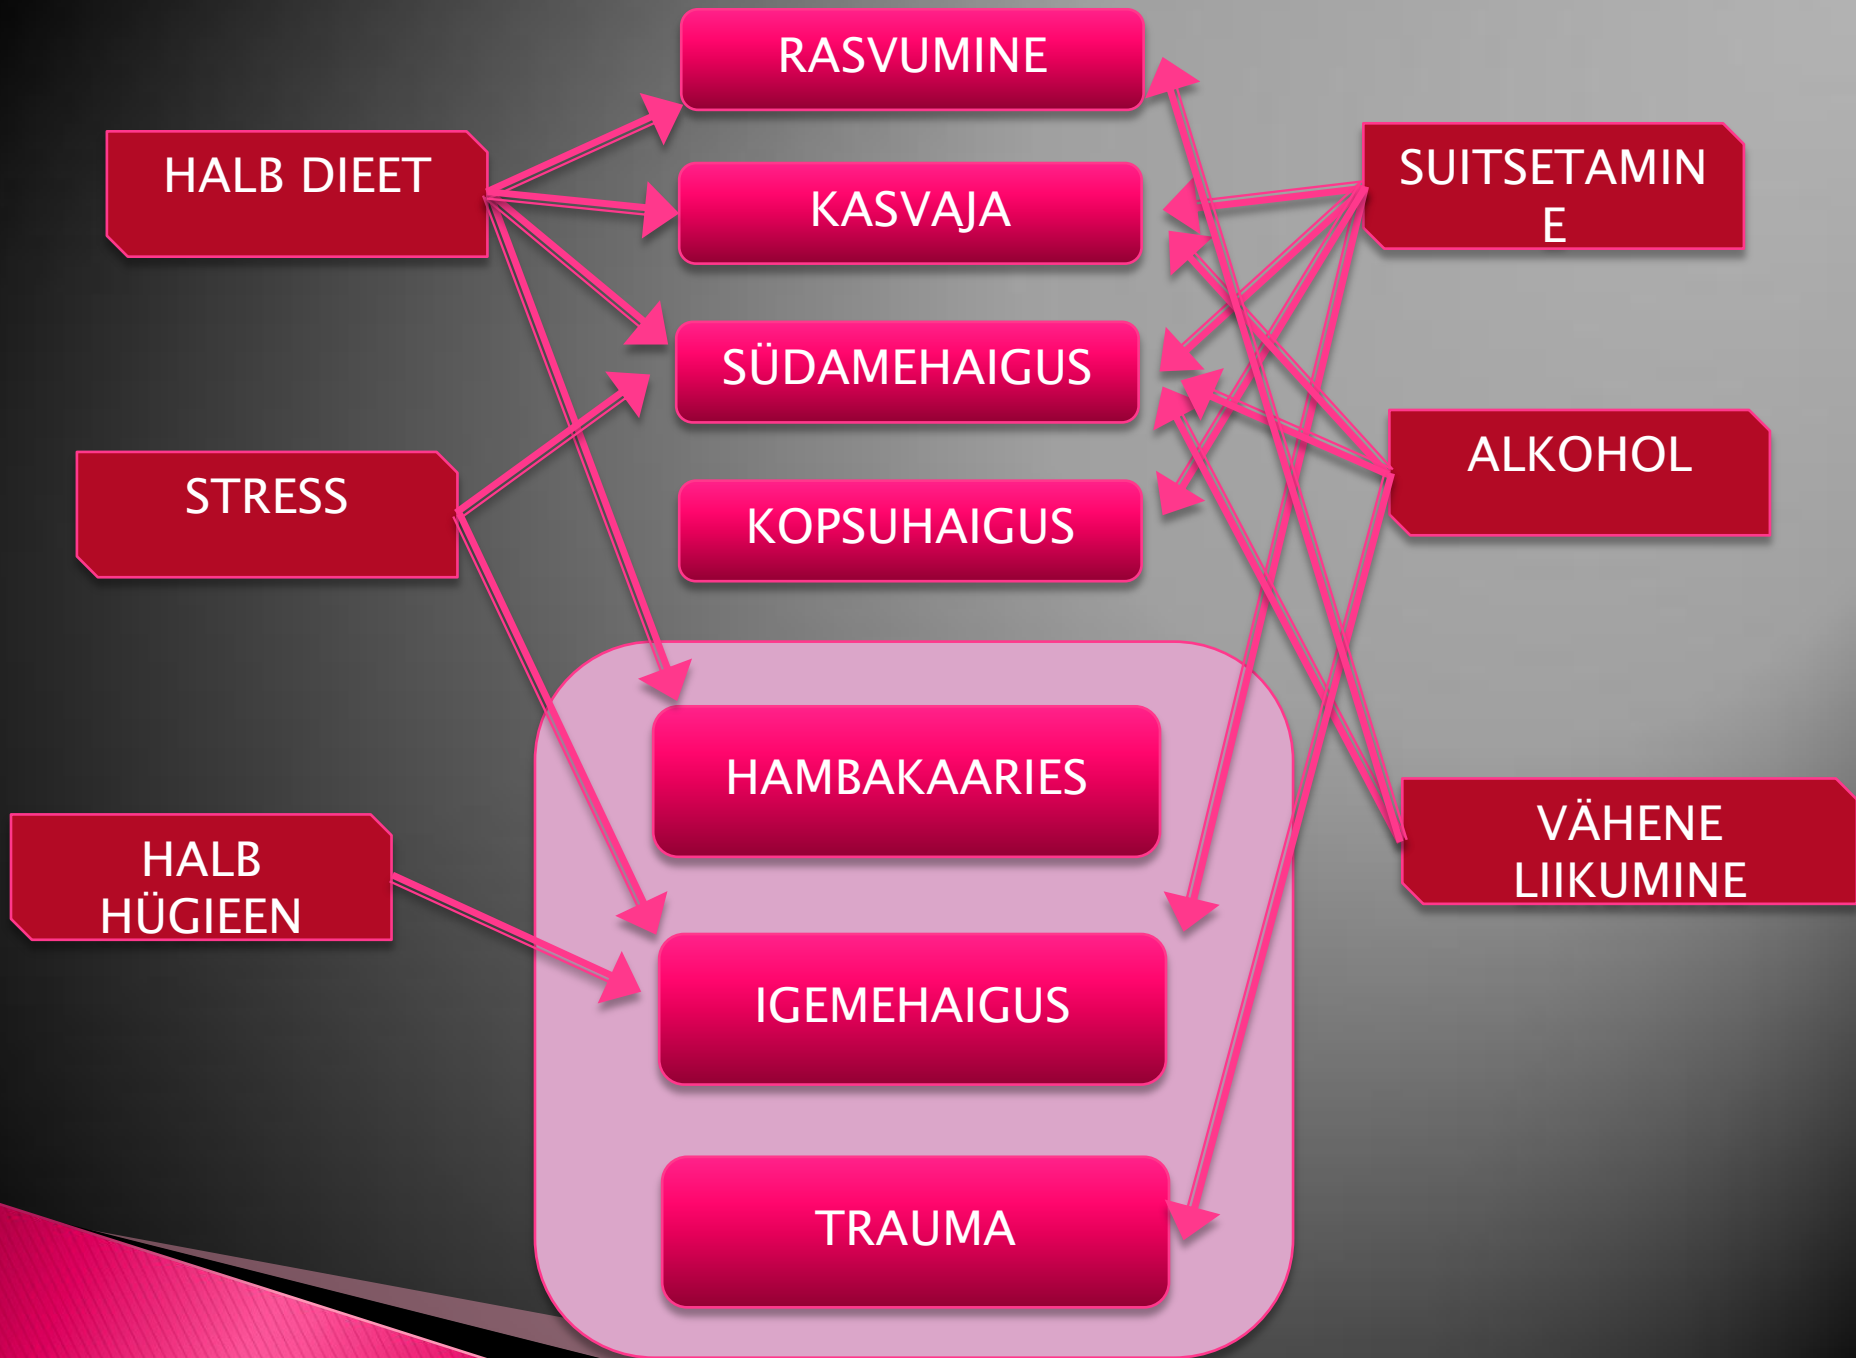 RASVUMINE
HALB DIEET
SUITSETAMIN
E
KASVAJA
SÜDAMEHAIGUS
STRESS
ALKOHOL
KOPSUHAIGUS
HAMBAKAARIES
HALB
HÜGIEEN
VÄHENE
LIIKUMINE
IGEMEHAIGUS
TRAUMA